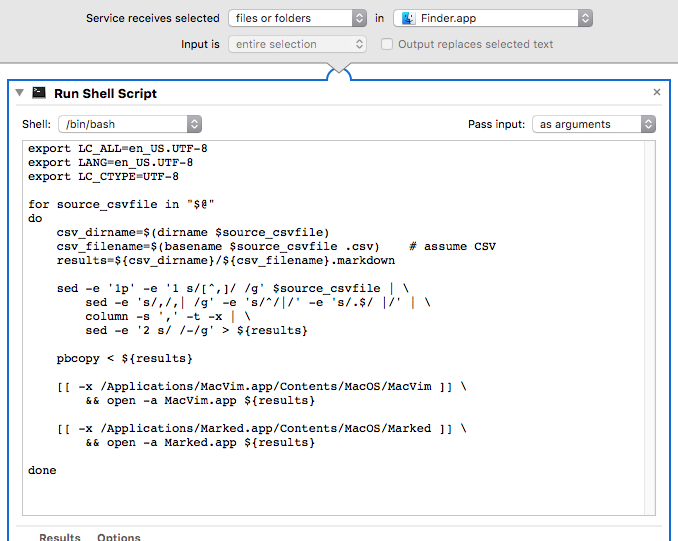 Service receives selected files or folders in Finder.app
Input is entire selection Output replaces selected text
Run Shell Script
Shell: /bin/bash Pass input: as arguments
export LC_ALL=en_US.UTF-8
export LANG=en_US.UTF-8
export LC_CTYPE=UTF-8
for source_csvfile in "$@"
do
    csv_dirname=$(dirname $source_csvfile)
    csv_filename=$(basename $source_csvfile .csv)    # assume CSV
    results=${csv_dirname}/${csv_filename}.markdown
    sed -e '1p' -e '1 s/[^,]/ /g' $source_csvfile | \
        sed -e 's/,/,| /g' -e 's/^/|/' -e 's/.$/ |/' | \
        column -s ',' -t -x | \
        sed -e '2 s/ /-/g' > ${results}
    pbcopy < ${results}
    [[ -x /Applications/MacVim.app/Contents/MacOS/MacVim ]] \
        && open -a MacVim.app ${results}
    [[ -x /Applications/Marked.app/Contents/MacOS/Marked ]] \
        && open -a Marked.app ${results}
done
Results Options